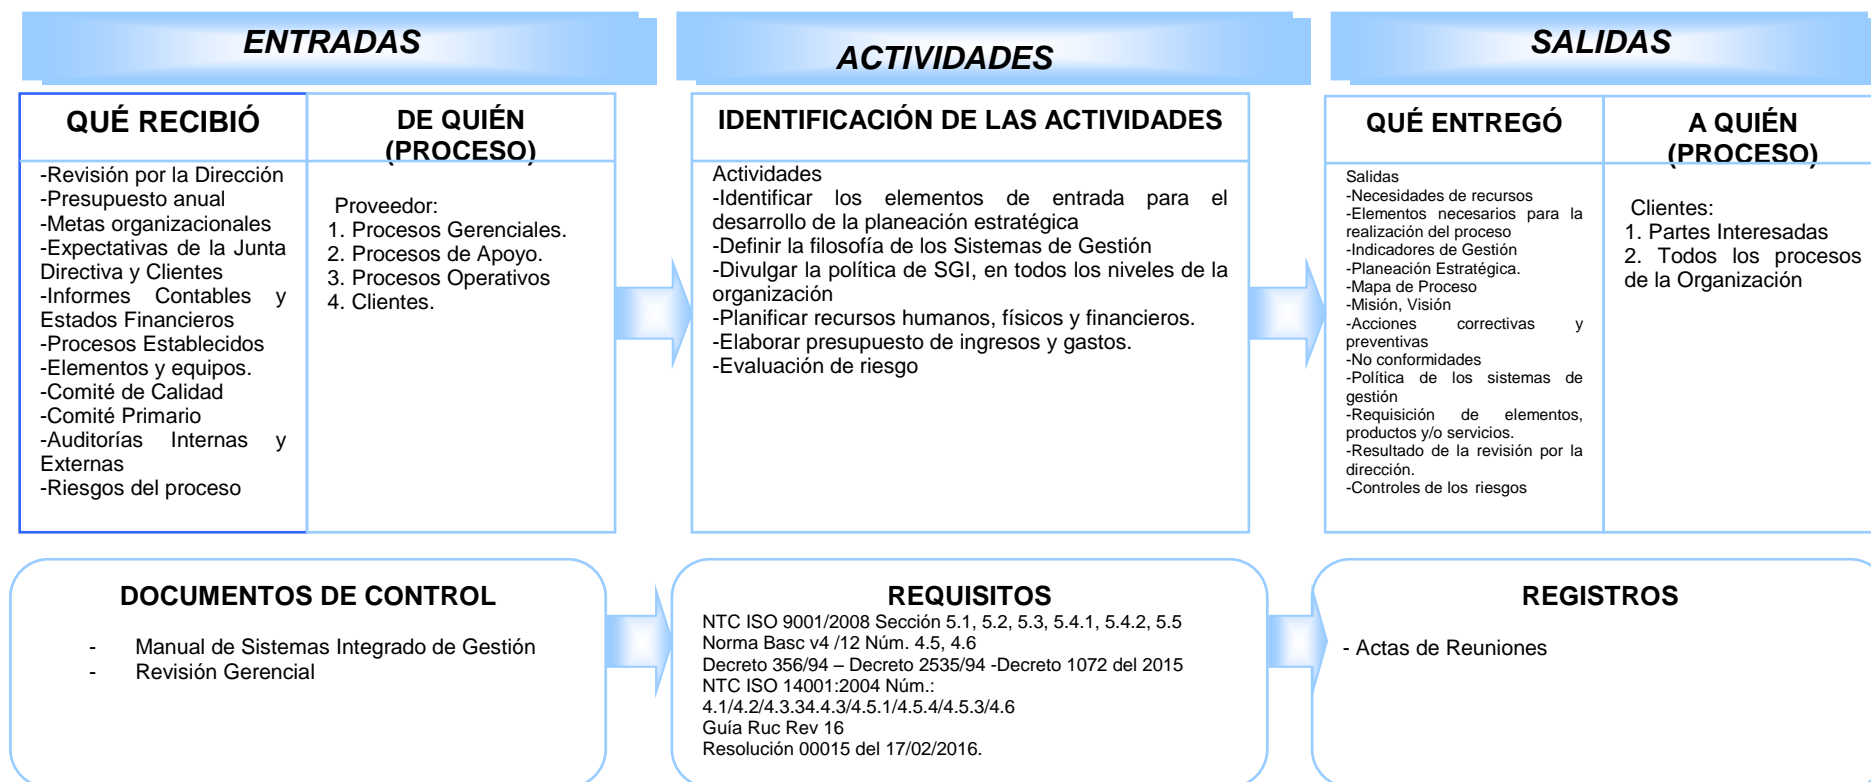 ENTRADAS
ACTIVIDADES
SALIDAS
QUÉ RECIBIÓ
-Revisión por la Dirección
-Presupuesto anual
-Metas organizacionales
-Expectativas de la Junta
Directiva y Clientes
-Informes Contables y
Estados Financieros
-Procesos Establecidos
-Elementos y equipos.
-Comité de Calidad
-Comité Primario
-Auditorías Internas y
Externas
-Riesgos del proceso
DE QUIÉN
(PROCESO)
Proveedor:
1. Procesos Gerenciales.
2. Procesos de Apoyo.
3. Procesos Operativos
4. Clientes.
IDENTIFICACIÓN DE LAS ACTIVIDADES
Actividades
-Identificar los elementos de entrada para el
desarrollo de la planeación estratégica
-Definir la filosofía de los Sistemas de Gestión
-Divulgar la política de SGI, en todos los niveles de la
organización
-Planificar recursos humanos, físicos y financieros.
-Elaborar presupuesto de ingresos y gastos.
-Evaluación de riesgo
QUÉ ENTREGÓ
Salidas
-Necesidades de recursos
-Elementos necesarios para la
realización del proceso
-Indicadores de Gestión
-Planeación Estratégica.
-Mapa de Proceso
-Misión, Visión
-Acciones correctivas y
preventivas
-No conformidades
-Política de los sistemas de
gestión
-Requisición de elementos,
productos y/o servicios.
-Resultado de la revisión por la
dirección.
-Controles de los riesgos
A QUIÉN
(PROCESO)
Clientes:
1. Partes Interesadas
2. Todos los procesos
de la Organización
DOCUMENTOS DE CONTROL
- Manual de Sistemas Integrado de Gestión
- Revisión Gerencial
REQUISITOS
NTC ISO 9001/2008 Sección 5.1, 5.2, 5.3, 5.4.1, 5.4.2, 5.5
Norma Basc v4 /12 Núm. 4.5, 4.6
Decreto 356/94 – Decreto 2535/94 -Decreto 1072 del 2015
NTC ISO 14001:2004 Núm.:
4.1/4.2/4.3.34.4.3/4.5.1/4.5.4/4.5.3/4.6
Guía Ruc Rev 16
Resolución 00015 del 17/02/2016.
REGISTROS
- Actas de Reuniones